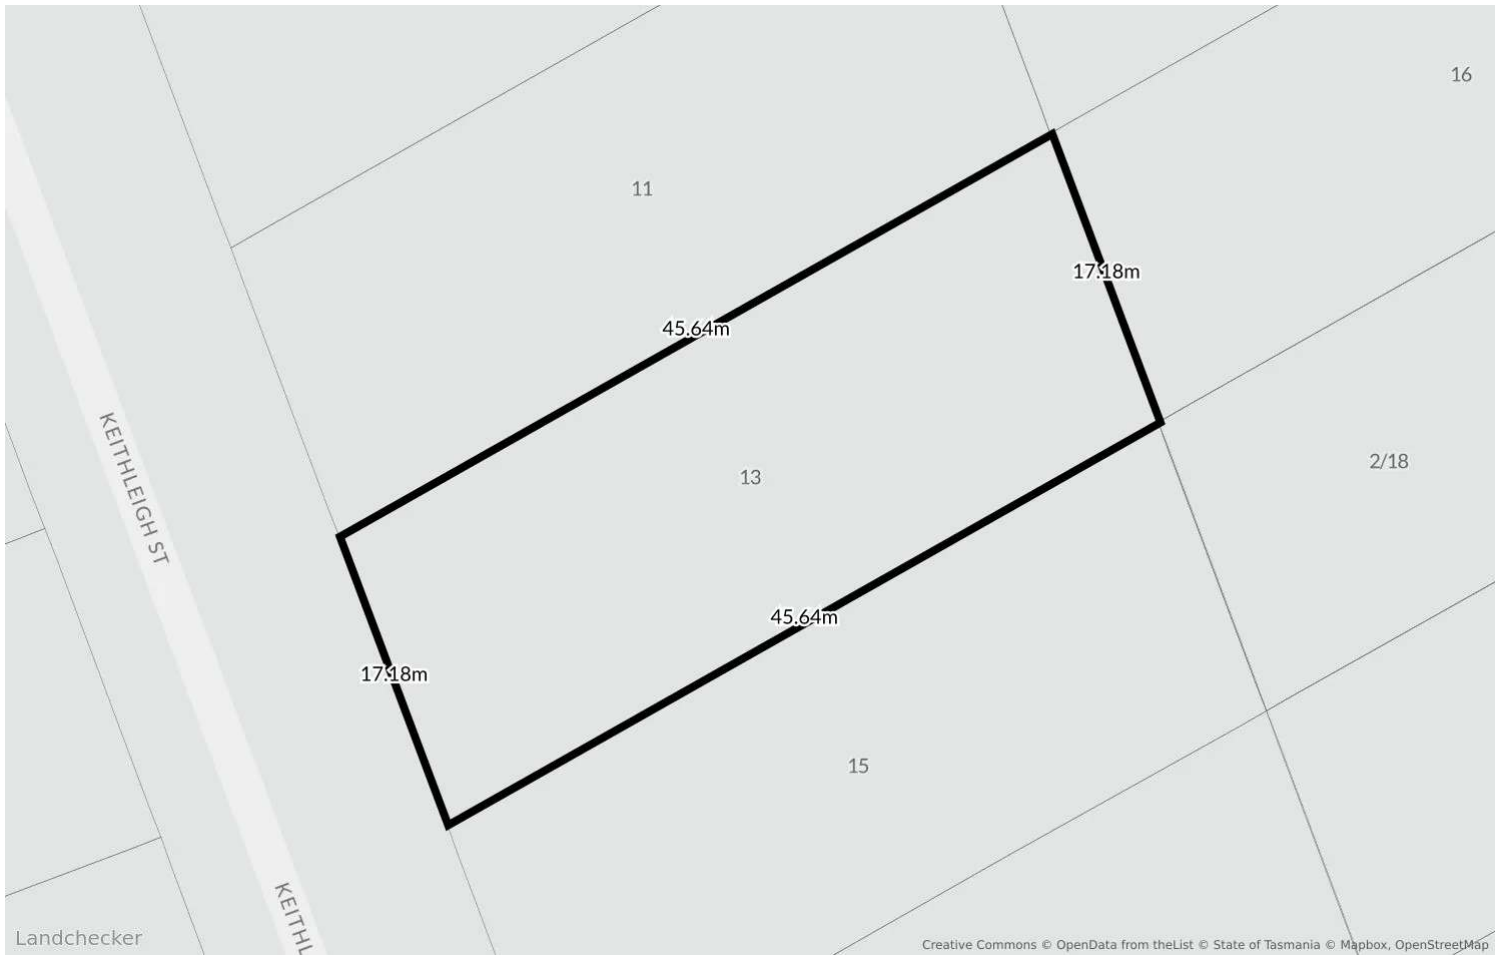 16
11
17.18m
45.64m
KEITHLEIGH ST
2/18
13
45.64m
17.18m
15
KEITHL
Landchecker
Creative Commons © OpenData from theList © State of Tasmania © Mapbox, OpenStreetMap